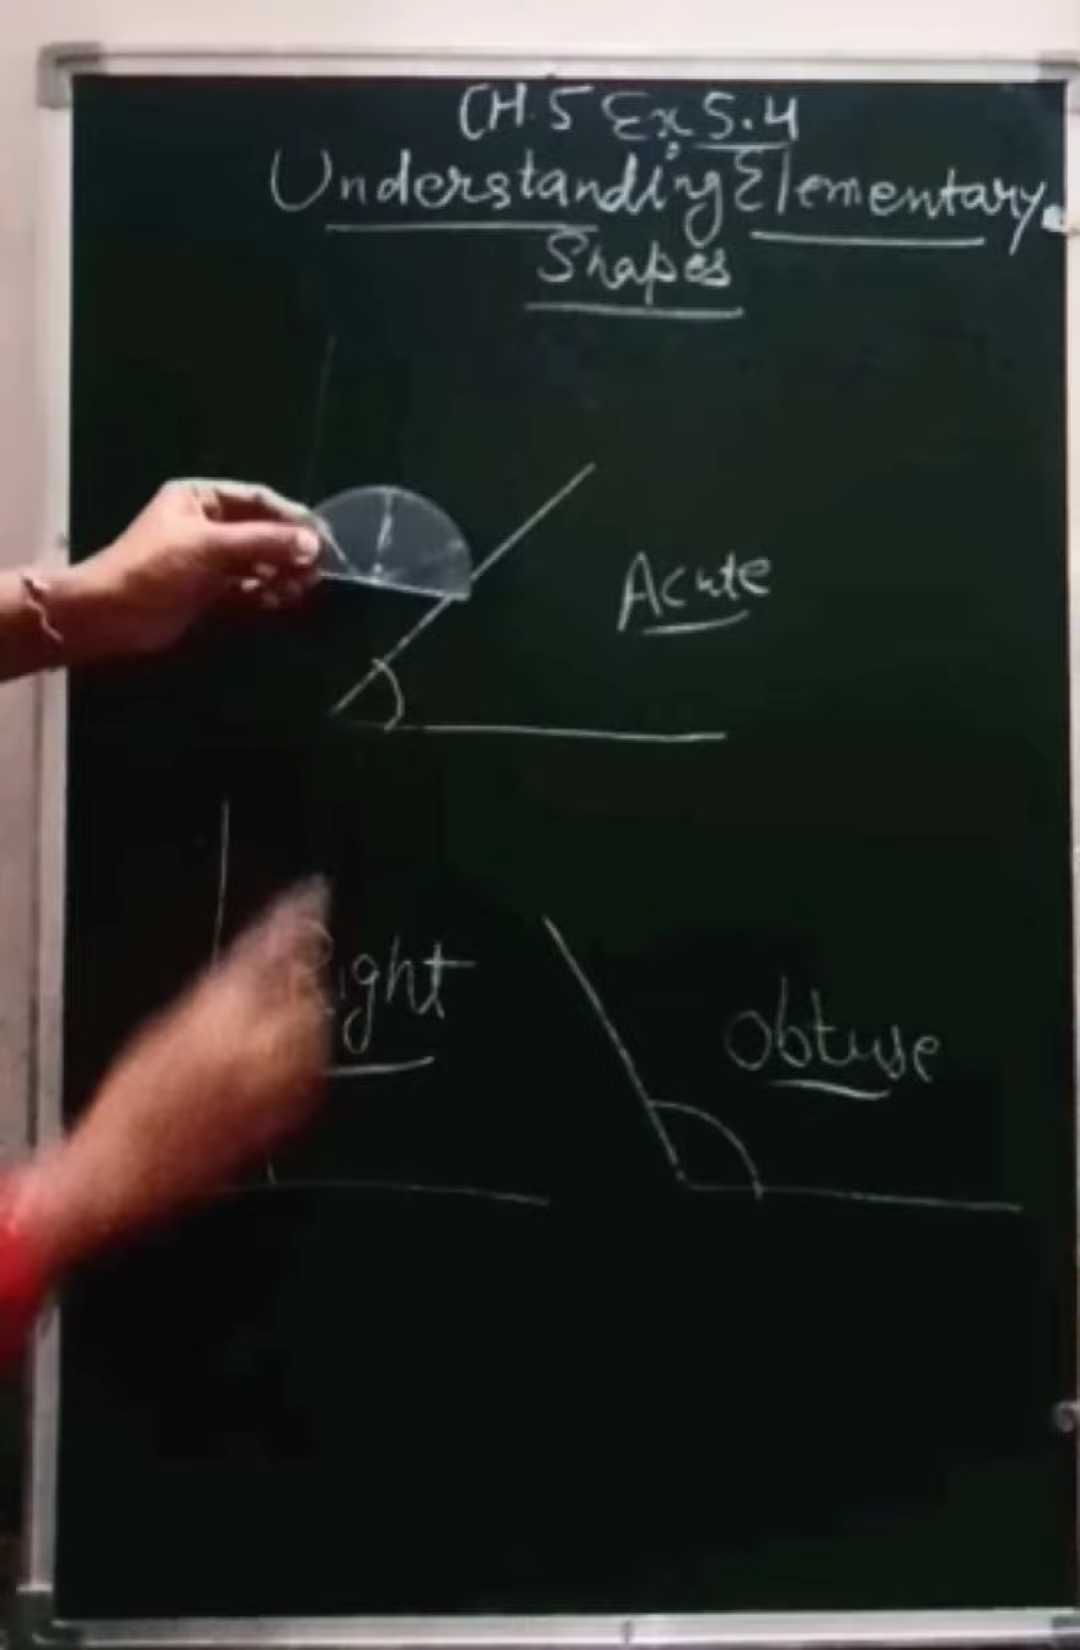 CH.5 Ex 5.4
Understanding Elementary
Shapes
Acute
Right
Obtuse